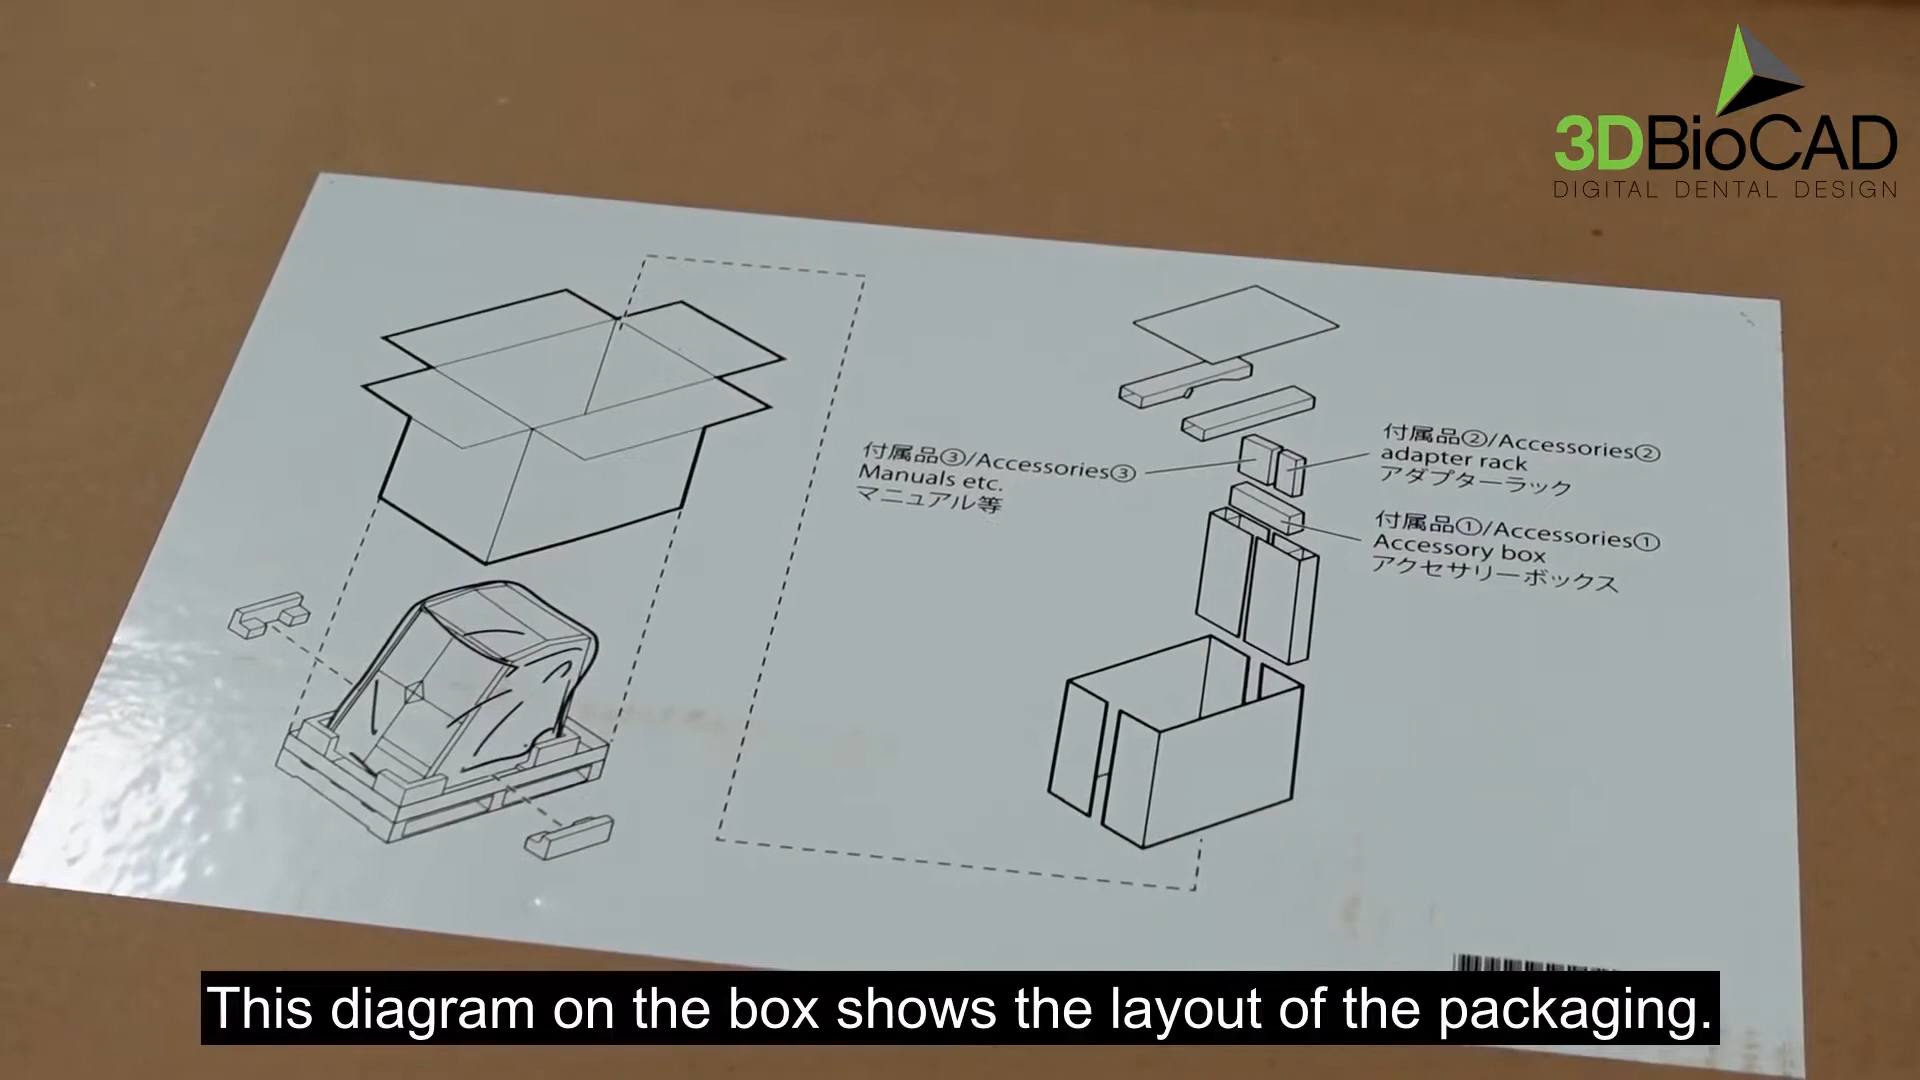 3DBioCAD
DIGITAL DENTAL DESIGN
付属品③/Accessories③
Manuals etc.
マニュアル等
付属品②/Accessories②
adapter rack
アダプターラック
付属品①/Accessories①
Accessory box
アクセサリーボックス
This diagram on the box shows the layout of the packaging.